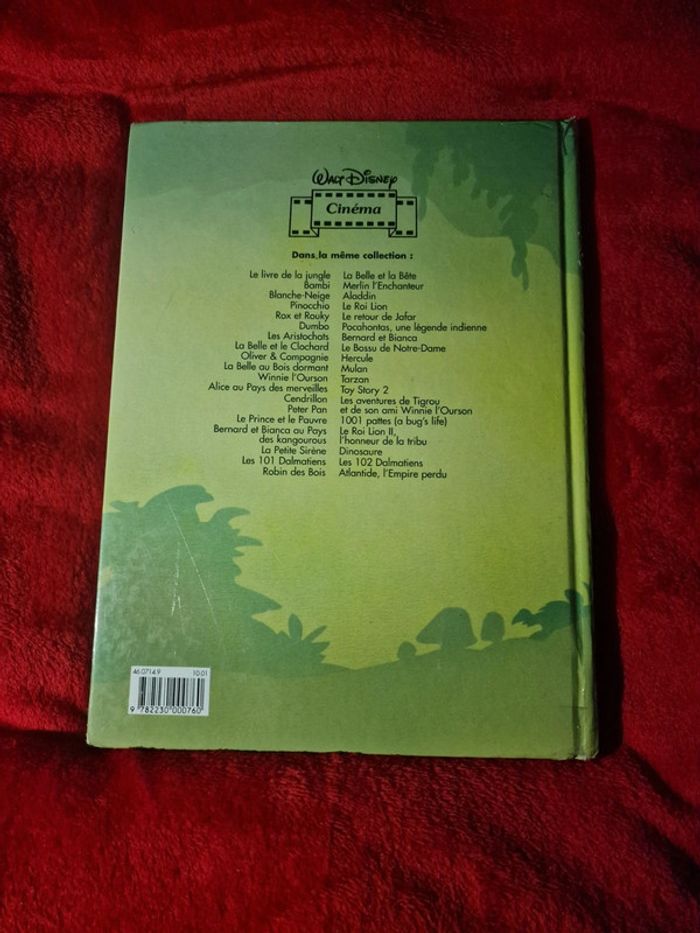 Walt Disney
Cinéma
Dans la même collection :
Le livre de la jungle
Bambi
Blanche-Neige
Pinocchio
Rox et Rouky
Dumbo
Les Aristochats
La Belle et le Clochard
Oliver & Compagnie
La Belle au Bois dormant
Winnie l'Ourson
Alice au Pays des merveilles
Cendrillon
Peter Pan
Le Prince et le Pauvre
Bernard et Bianca au Pays
des kangourous
La Petite Sirène
Les 101 Dalmatiens
Robin des Bois
La Belle et la Bête
Merlin l'Enchanteur
Aladdin
Le Roi Lion
Le retour de Jafar
Pocahontas, une légende indienne
Bernard et Bianca
Le Bossu de Notre-Dame
Hercule
Mulan
Tarzan
Toy Story 2
Les aventures de Tigrou
et de son ami Winnie l'Ourson
1001 pattes (a bug's life)
Le Roi Lion II,
l'honneur de la tribu
Dinosaure
Les 102 Dalmatiens
Atlantide, l'Empire perdu
46.0714.9 10.01
9 782230 000760